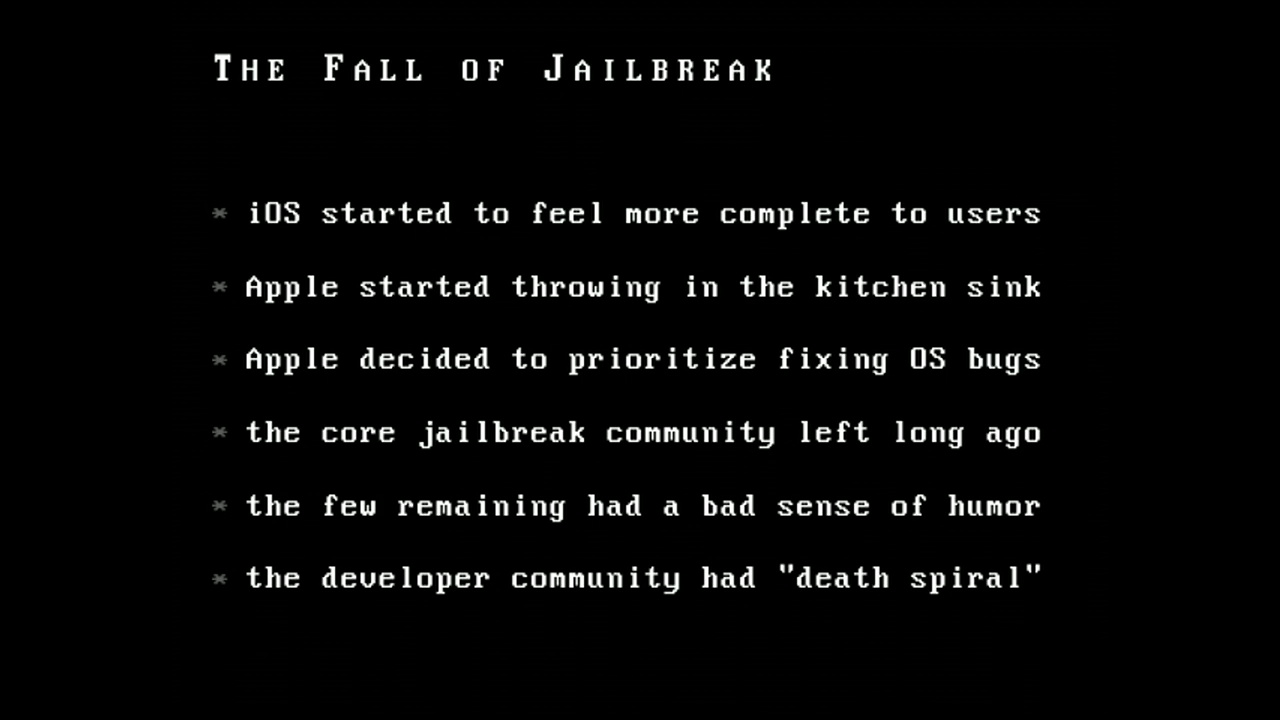 The Fall of Jailbreak
* iOS started to feel more complete to users
* Apple started throwing in the kitchen sink
* Apple decided to prioritize fixing OS bugs
* the core jailbreak community left long ago
* the few remaining had a bad sense of humor
* the developer community had "death spiral"